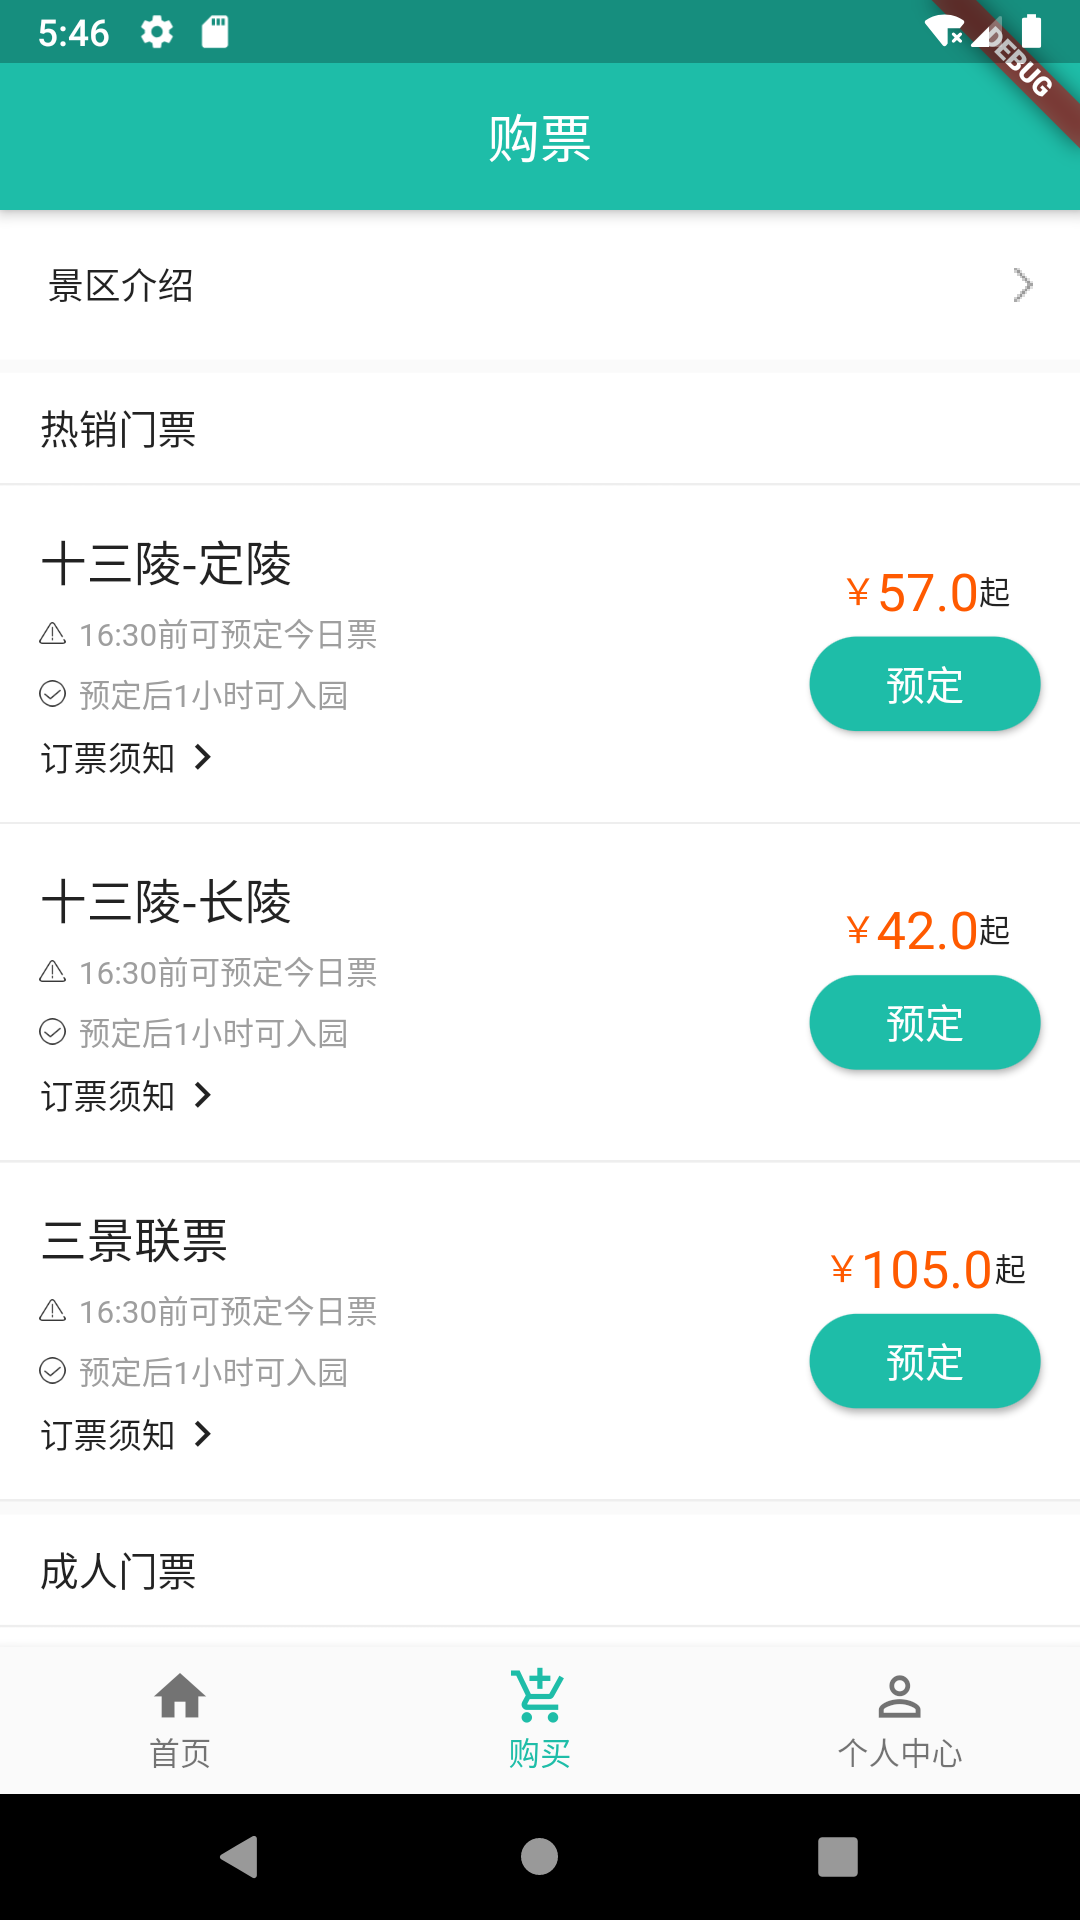 5:46
DEBUG
购票
景区介绍
热销门票
十三陵-定陵
16:30前可预定今日票
预定后1小时可入园
订票须知
¥57.0起
预定
十三陵-长陵
16:30前可预定今日票
预定后1小时可入园
订票须知
¥42.0起
预定
三景联票
16:30前可预定今日票
预定后1小时可入园
订票须知
¥105.0起
预定
成人门票
首页
购买
个人中心